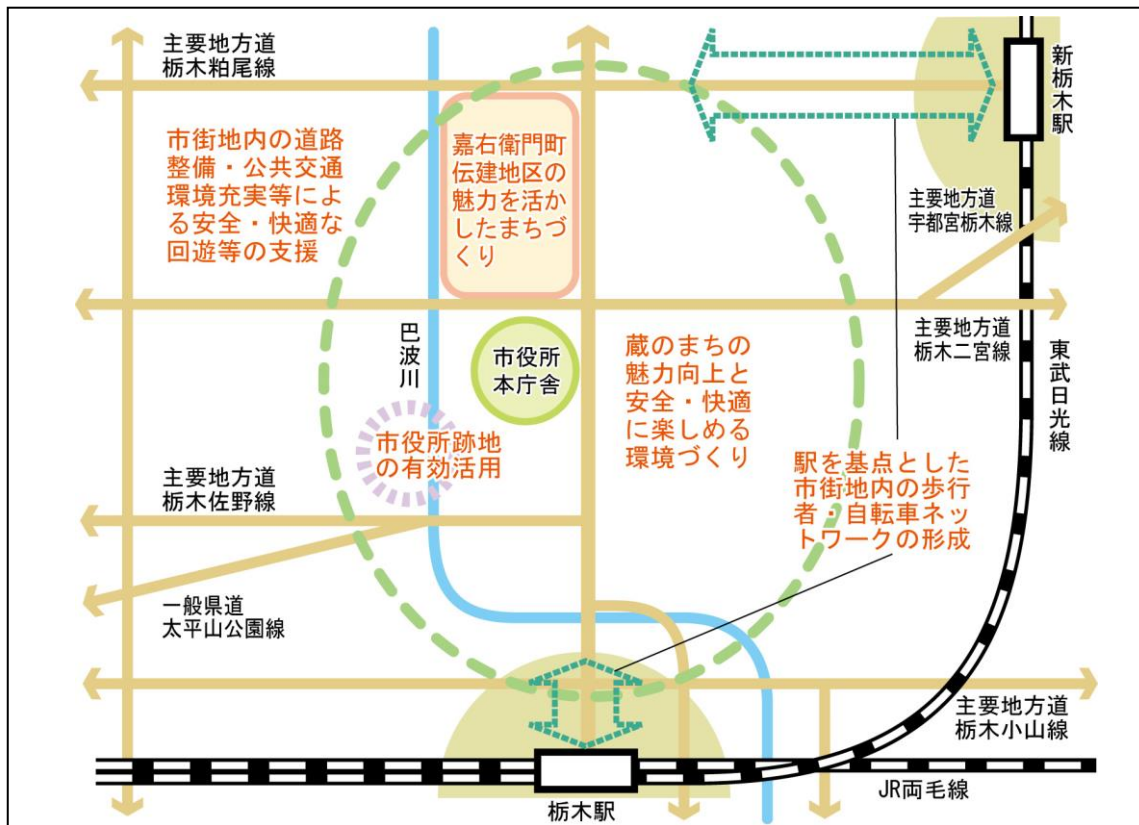 主要地方道
栃木粕尾線
新栃木駅
市街地内の道路
整備・公共交通
環境充実等によ
る安全・快適な
回遊等の支援
嘉右衛門町
伝建地区の
魅力を活か
したまちづ
くり
主要地方道
宇都宮栃木線
巴波川
市役所
本庁舎
蔵のまちの
魅力向上と
安全・快適
に楽しめる
環境づくり
主要地方道
栃木二宮線
東武日光線
市役所跡地
の有効活用
主要地方道
栃木佐野線
駅を基点とした
市街地内の歩行
者・自転車ネッ
トワークの形成
一般県道
太平山公園線
主要地方道
栃木小山線
JR両毛線
栃木駅